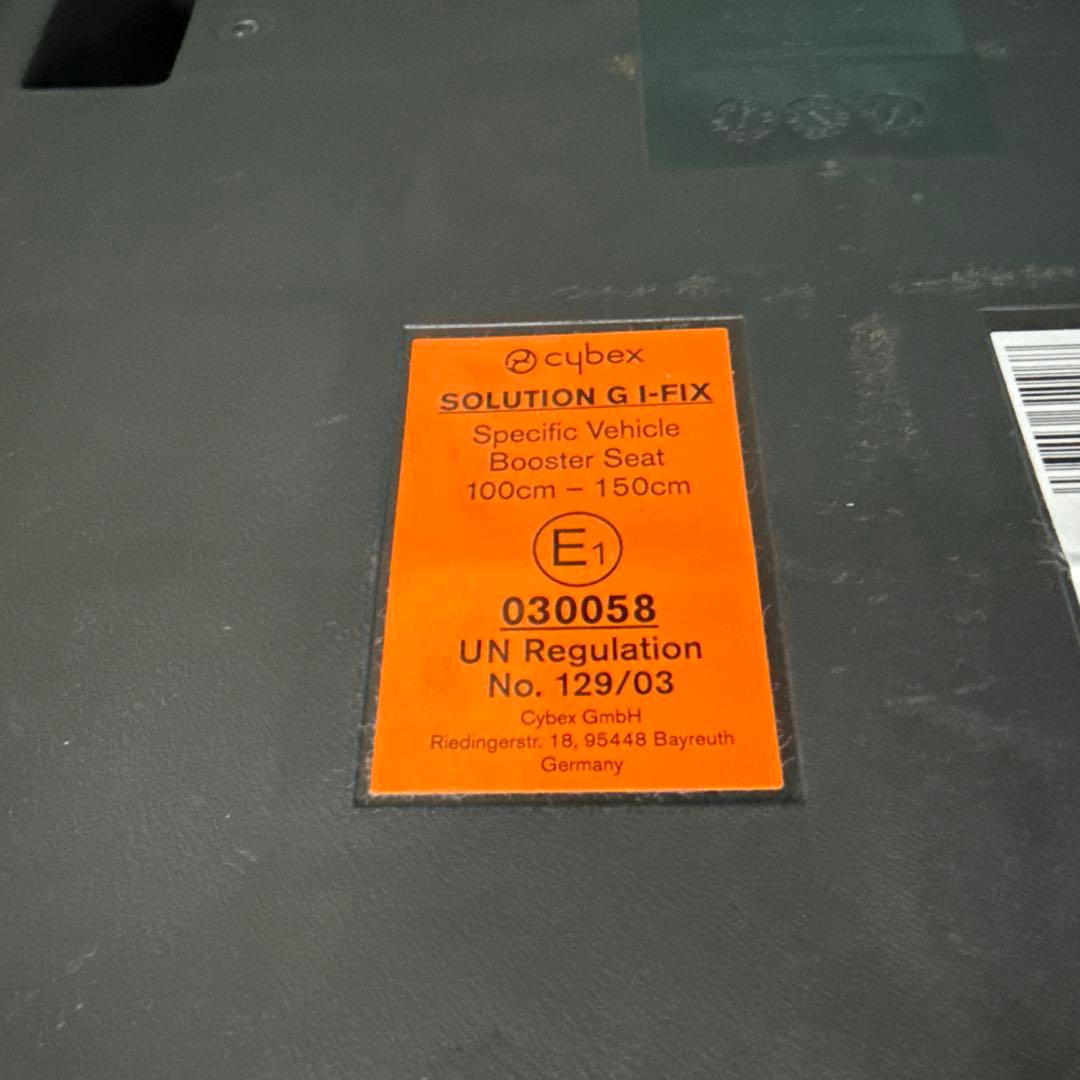 cybex
SOLUTION G I-FIX
Specific Vehicle
Booster Seat
100cm – 150cm
E1
030058
UN Regulation
No. 129/03
Cybex GmbH
Riedingerstr. 18, 95448 Bayreuth
Germany